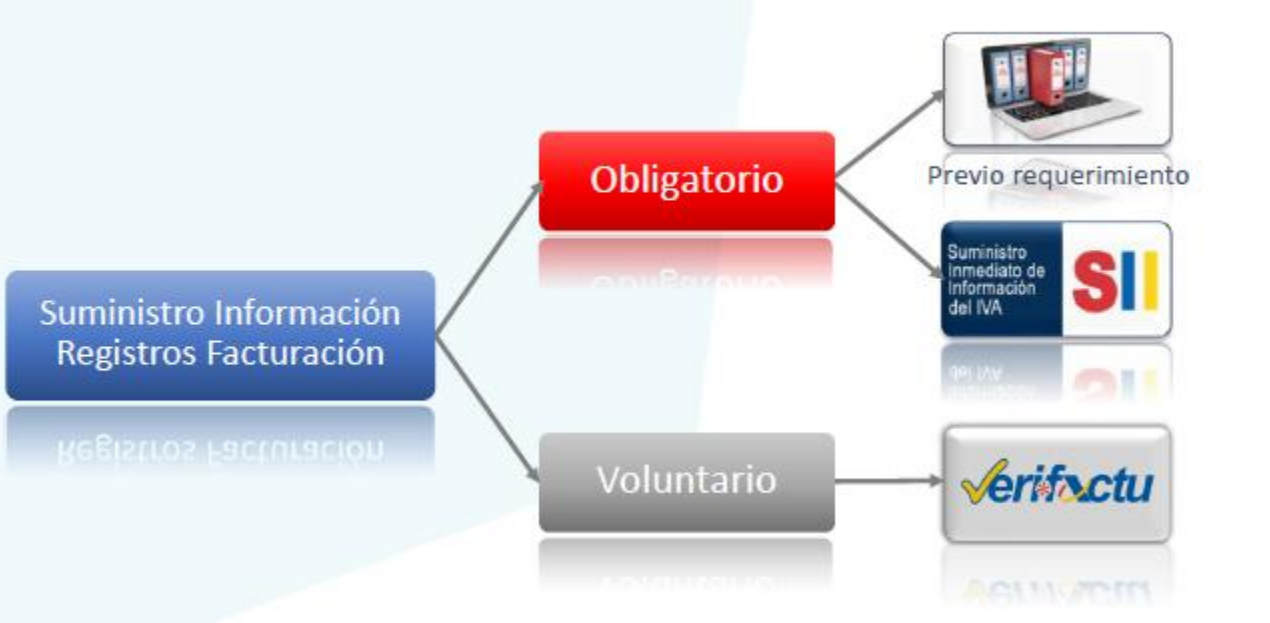 Suministro Información
Registros Facturación
Obligatorio
Previo requerimiento
Suministro
Inmediato de
Información
del IVA
SII
Voluntario
Verifactu